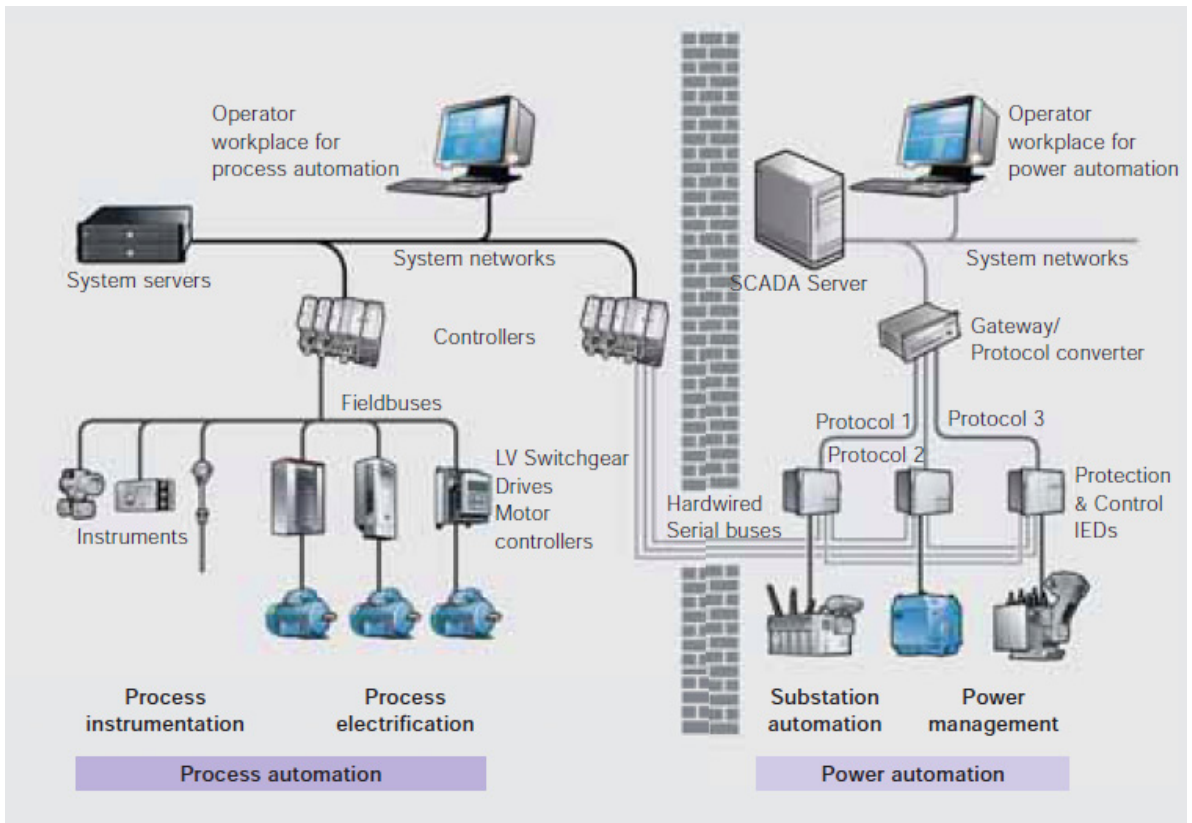 Operator
workplace for
process automation
Operator
workplace for
power automation
System servers
System networks
SCADA Server
System networks
Controllers
Gateway/
Protocol converter
Fieldbuses
Protocol 1
Protocol 3
Protocol 2
LV Switchgear
Drives
Motor
controllers
Instruments
Hardwired
Serial buses
Protection
& Control
IEDs
Process
instrumentation
Process
electrification
Substation
automation
Power
management
Process automation
Power automation